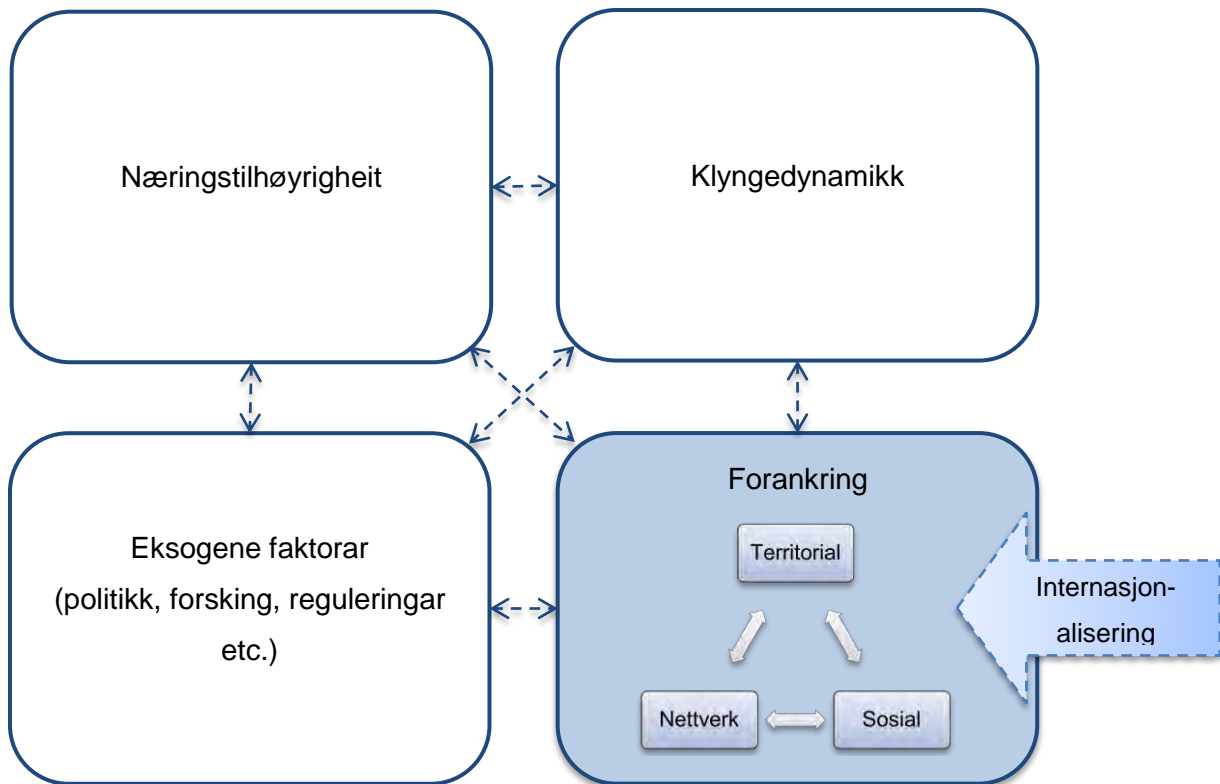 Næringstilhøyrigheit
Klyngedynamikk
Eksogene faktorar
(politikk, forsking, reguleringar
etc.)
Forankring
Territorial
Nettverk
Sosial
Internasjon-
alisering